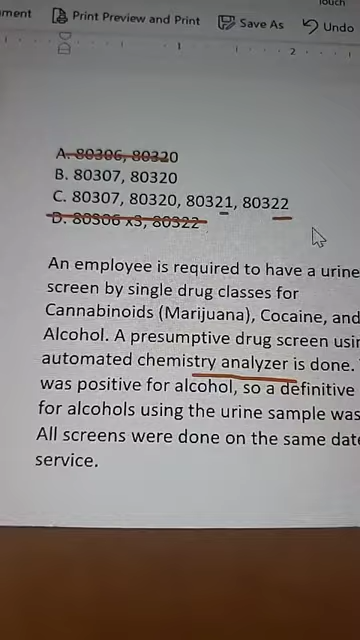 ment Print Preview and Print Save As Undo
1 2
A. 80306, 80320
B. 80307, 80320
C. 80307, 80320, 80321, 80322
D. 80306 x3, 80322
An employee is required to have a urine
screen by single drug classes for
Cannabinoids (Marijuana), Cocaine, and
Alcohol. A presumptive drug screen usin
automated chemistry analyzer is done.
was positive for alcohol, so a definitive
for alcohols using the urine sample was
All screens were done on the same date
service.